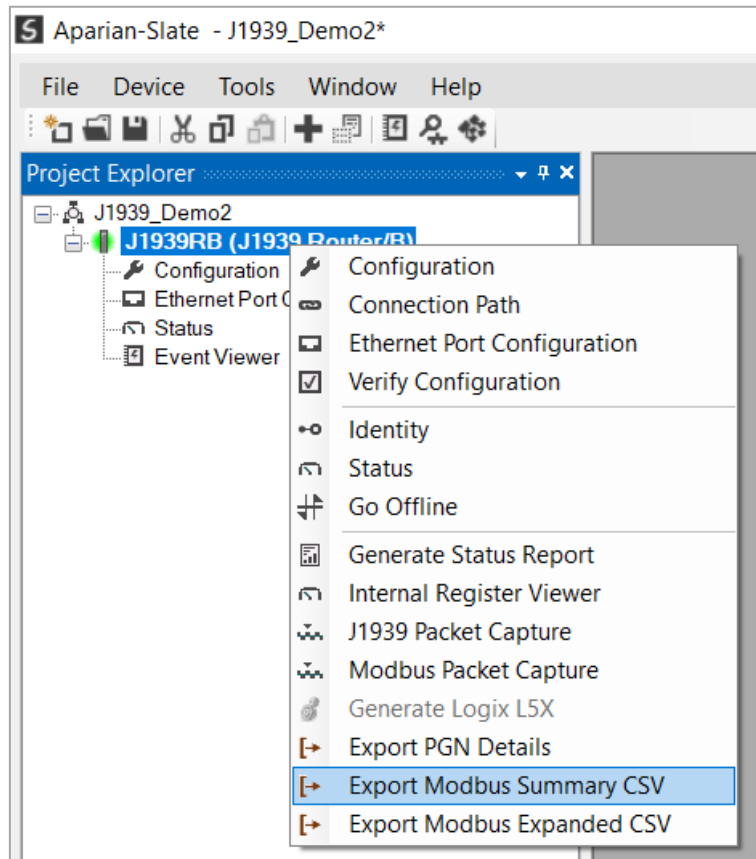 Aparian-Slate - J1939_Demo2*
File Device Tools Window Help
Project Explorer
J1939_Demo2
J1939RB (J1939 Router/B)
Configuration
Ethernet Port
Status
Event Viewer
Configuration
Connection Path
Ethernet Port Configuration
Verify Configuration
Identity
Status
Go Offline
Generate Status Report
Internal Register Viewer
J1939 Packet Capture
Modbus Packet Capture
Generate Logix L5X
Export PGN Details
Export Modbus Summary CSV
Export Modbus Expanded CSV